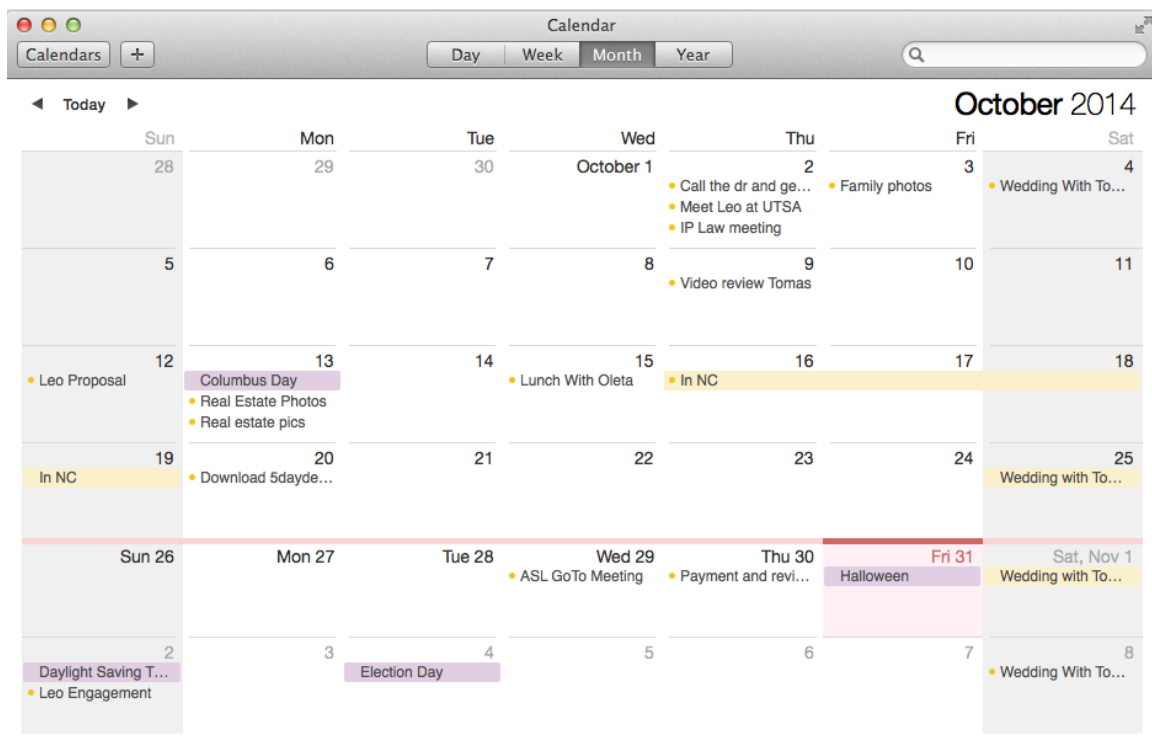 Calendar
Calendars + Day Week Month Year
Today October 2014
Sun Mon Tue Wed Thu Fri Sat
28 29 30 October 1 2 3 4
Call the dr and ge... Family photos Wedding With To...
Meet Leo at UTSA
IP Law meeting
5 6 7 8 9 10 11
Video review Tomas
12 13 14 15 16 17 18
Leo Proposal Columbus Day Lunch With Oleta In NC
Real Estate Photos
Real estate pics
19 20 21 22 23 24 25
In NC Download 5dayde... Wedding with To...
Sun 26 Mon 27 Tue 28 Wed 29 Thu 30 Fri 31 Sat, Nov 1
ASL GoTo Meeting Payment and revi... Halloween Wedding with To...
2 3 4 5 6 7 8
Daylight Saving T... Election Day Wedding With To...
Leo Engagement